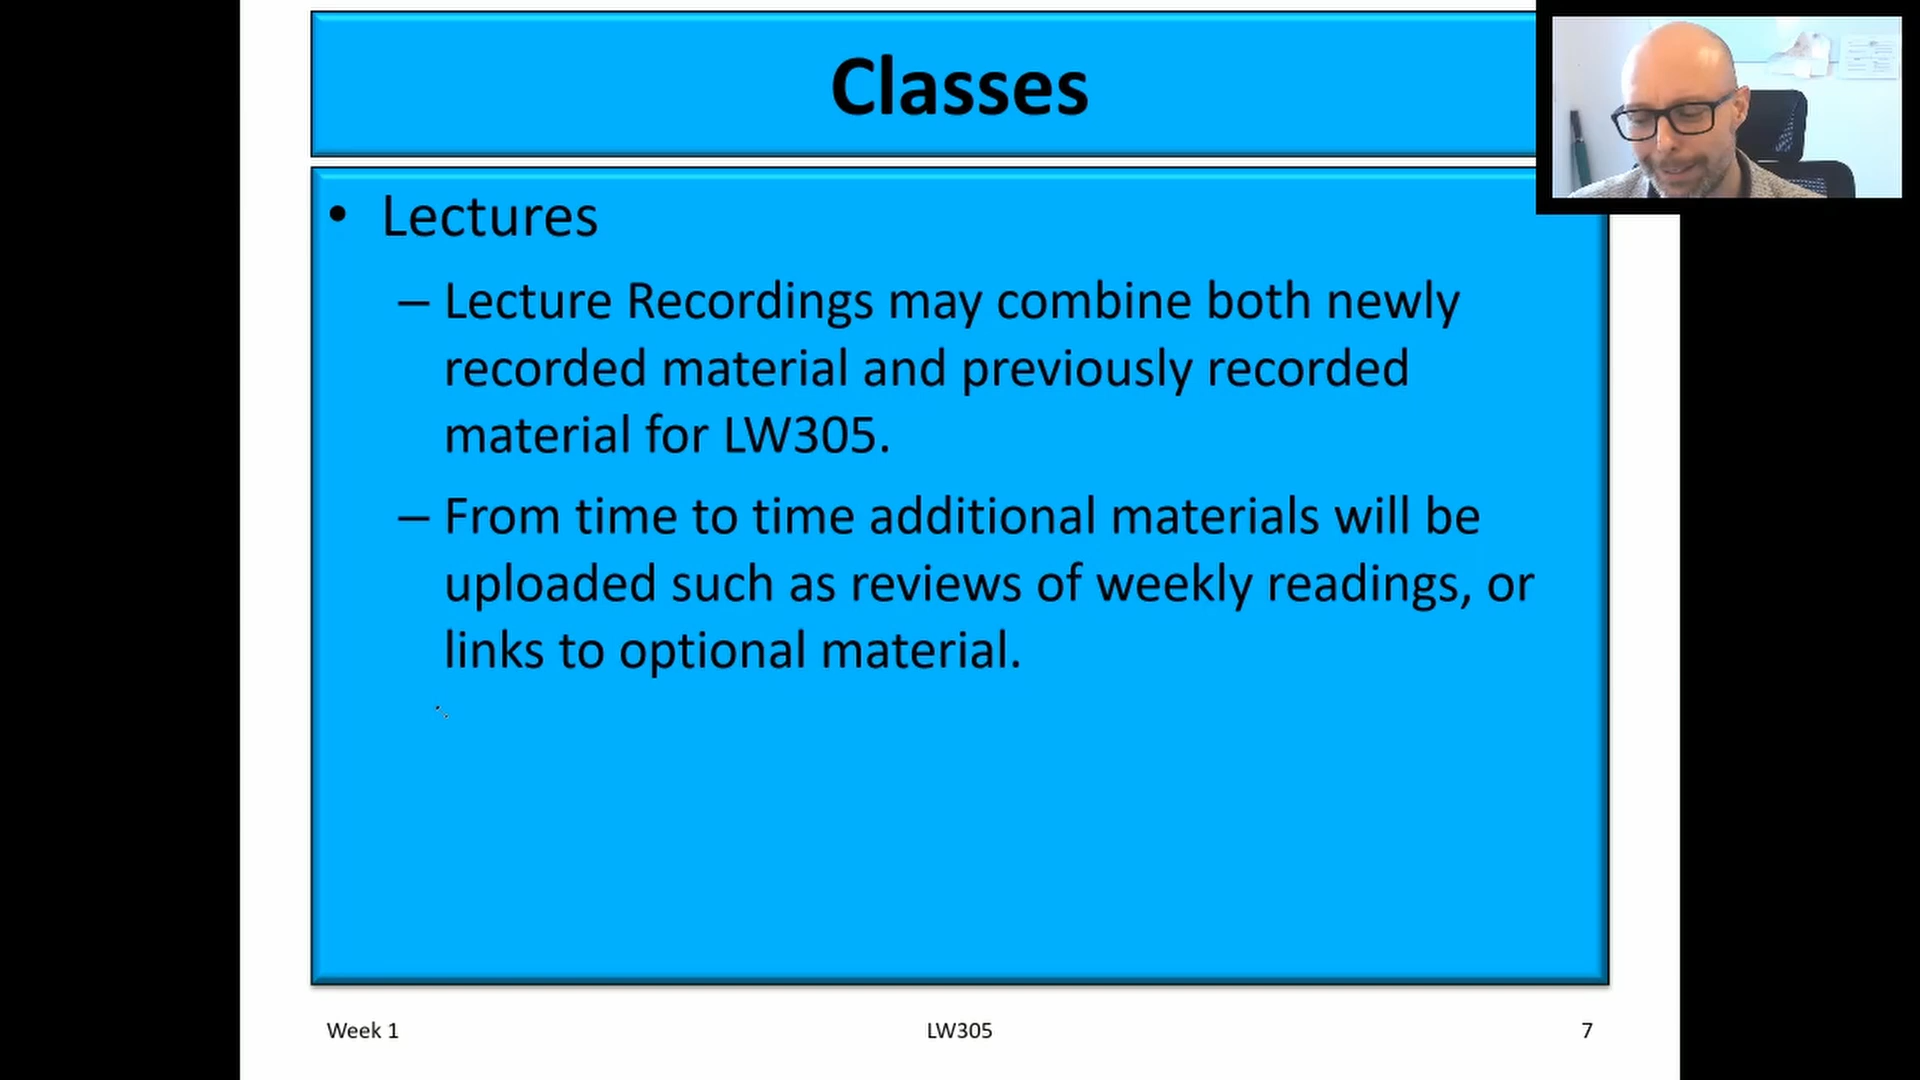 Classes
• Lectures
– Lecture Recordings may combine both newly
recorded material and previously recorded
material for LW305.
– From time to time additional materials will be
uploaded such as reviews of weekly readings, or
links to optional material.
Week 1
LW305
7